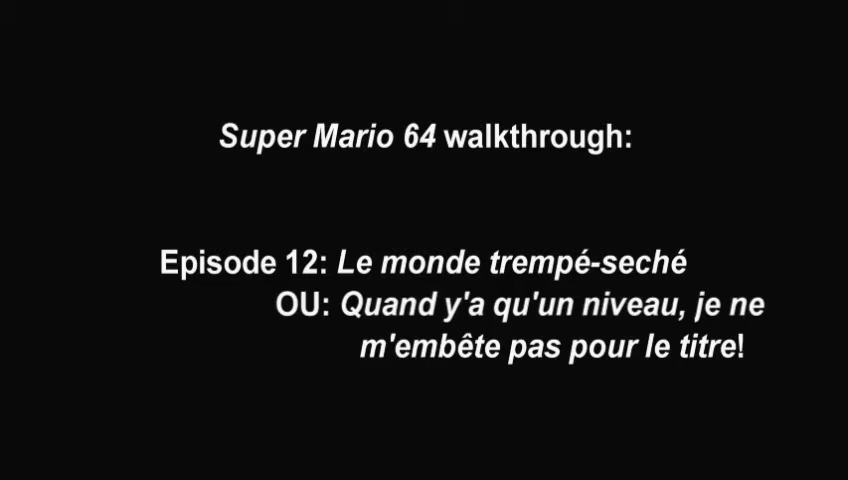 Super Mario 64 walkthrough:
Episode 12: Le monde trempé-seché
OU: Quand y'a qu'un niveau, je ne
m'embête pas pour le titre!